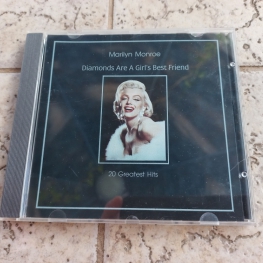 Marilyn Monroe
Diamonds Are A Girl's Best Friend
20 Greatest Hits